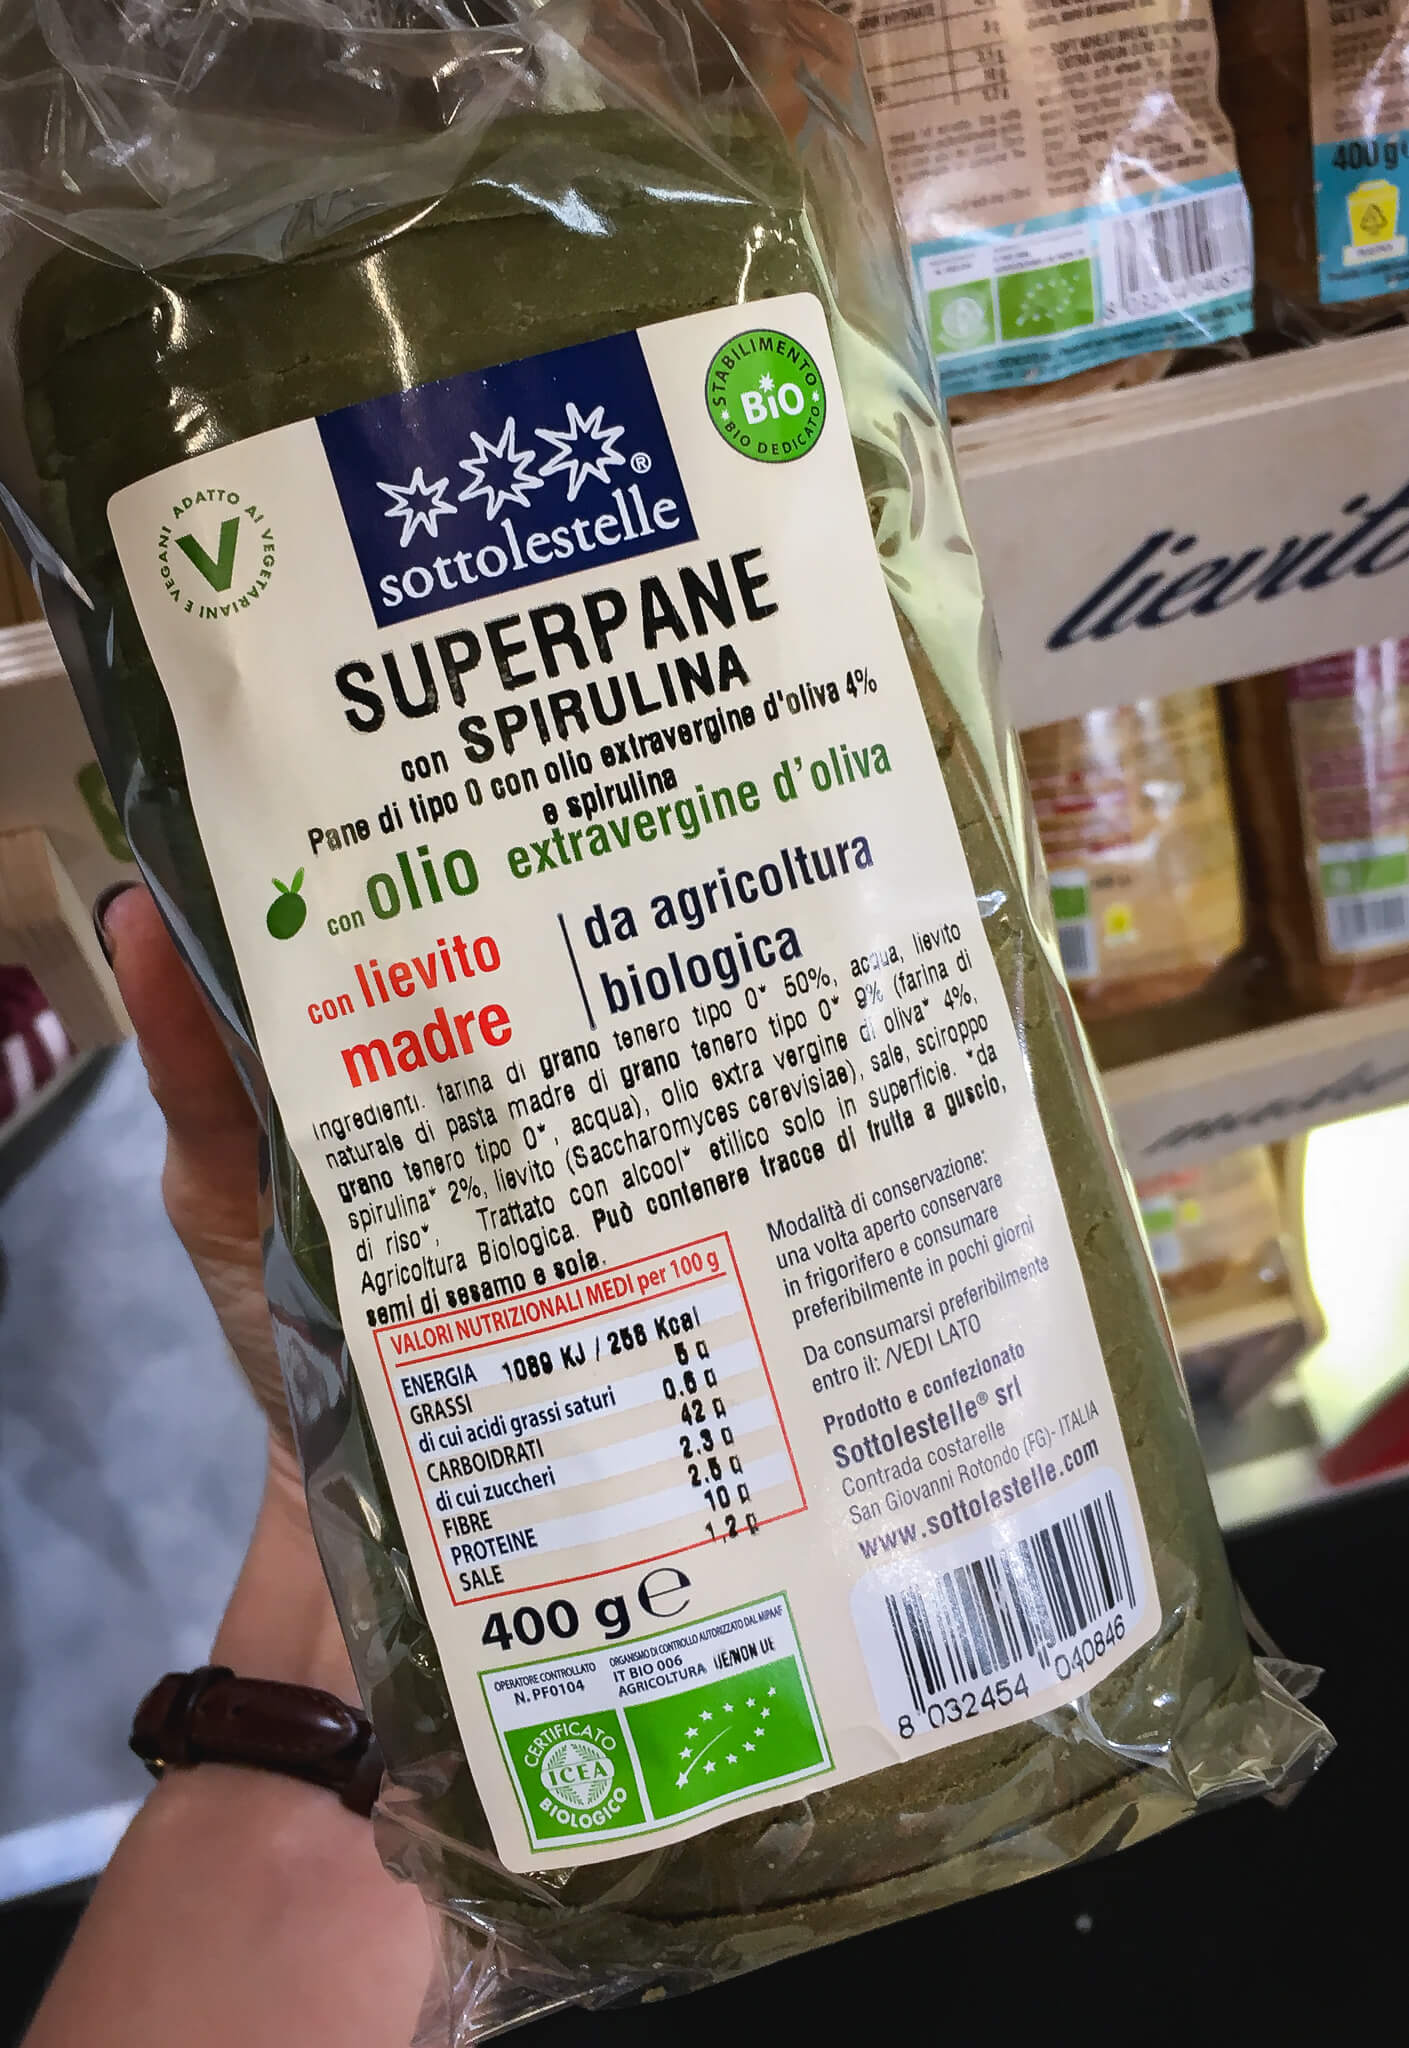 ADATTO AI VEGETARIANI E VEGANI
V
sottolestelle®
STABILIMENTO
BiO
BIO DEDICATO
SUPERPANE
con SPIRULINA
Pane di tipo 0 con olio extravergine d'oliva 4%
e spirulina
con olio extravergine d'oliva
con lievito
madre
da agricoltura
biologica
Ingredienti. farina di grano tenero tipo 0* 50%, acqua, lievito
naturale di pasta madre di grano tenero tipo 0* 9% (farina di
grano tenero tipo 0*, acqua), olio extra vergine di oliva* 4%,
spirulina* 2%, lievito (Saccharomyces cerevisiae), sale, sciroppo
di riso*, Trattato con alcool* etilico solo in superficie. *da
Agricoltura Biologica. Può contenere tracce di frutta a guscio,
semi di sesamo e soia.
VALORI NUTRIZIONALI MEDI per 100 g
ENERGIA 1089 KJ / 258 Kcal
GRASSI 5 g
di cui acidi grassi saturi 0.6 g
CARBOIDRATI 42 g
di cui zuccheri 2.3 g
FIBRE 2.5 g
PROTEINE 10 g
SALE 1,2 g
Modalità di conservazione:
una volta aperto conservare
in frigorifero e consumare
preferibilmente in pochi giorni
Da consumarsi preferibilmente
entro il: /VEDI LATO
Prodotto e confezionato
Sottolestelle® srl
Contrada costarelle
San Giovanni Rotondo (FG)- ITALIA
www.sottolestelle.com
400 g e
OPERATORE CONTROLLATO
N. PF0104
ORGANISMO DI CONTROLLO AUTORIZZATO DAL MIPAAF
IT BIO 006
AGRICOLTURA UE/NON UE
CERTIFICATO
ICEA
BIOLOGICO
8 032454 040846
lievito
400 g